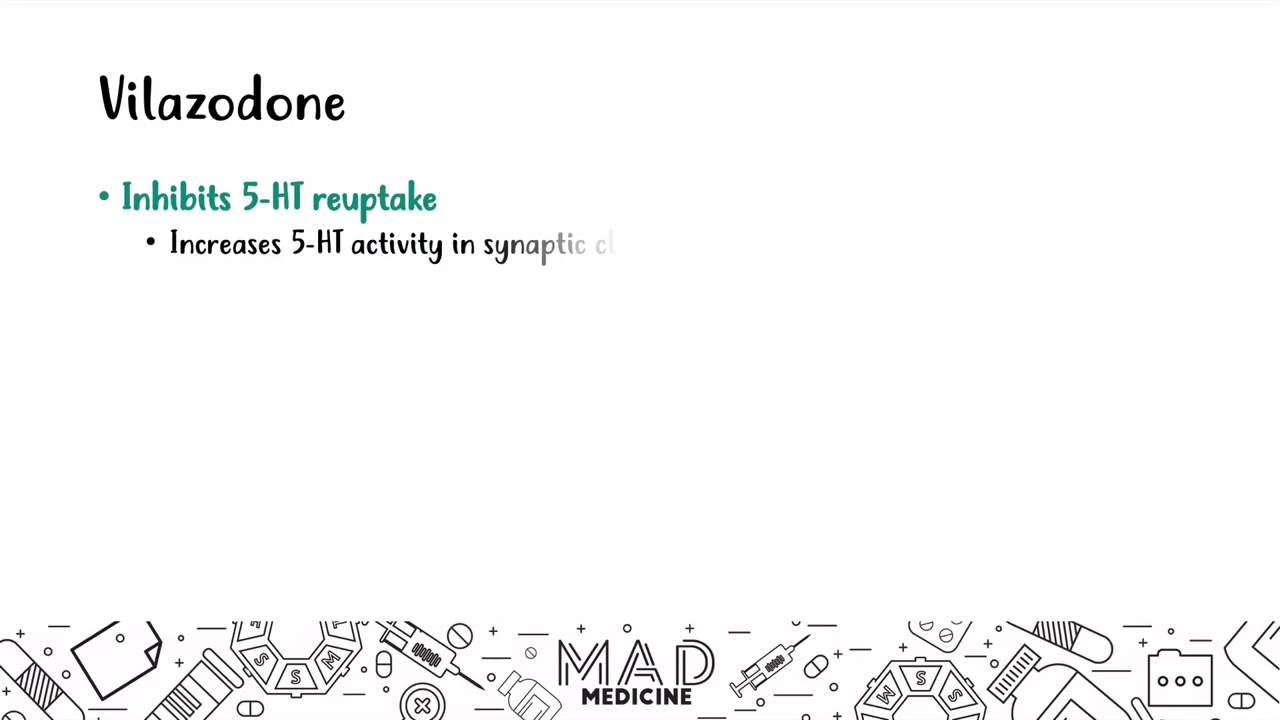 Vilazodone
• Inhibits 5-HT reuptake
• Increases 5-HT activity in synaptic
MAD
MEDICINE